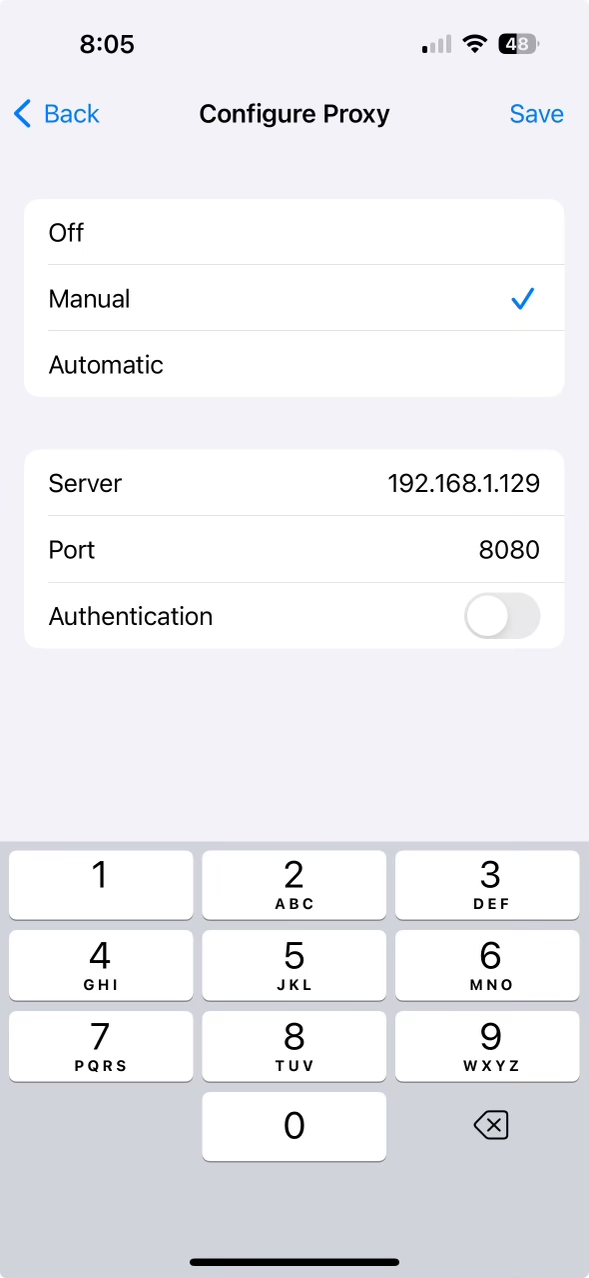 8:05 48
Back Configure Proxy Save
Off
Manual
Automatic
Server 192.168.1.129
Port 8080
Authentication
1 2 3
ABC DEF
4 5 6
GHI JKL MNO
7 8 9
PQRS TUV WXYZ
0